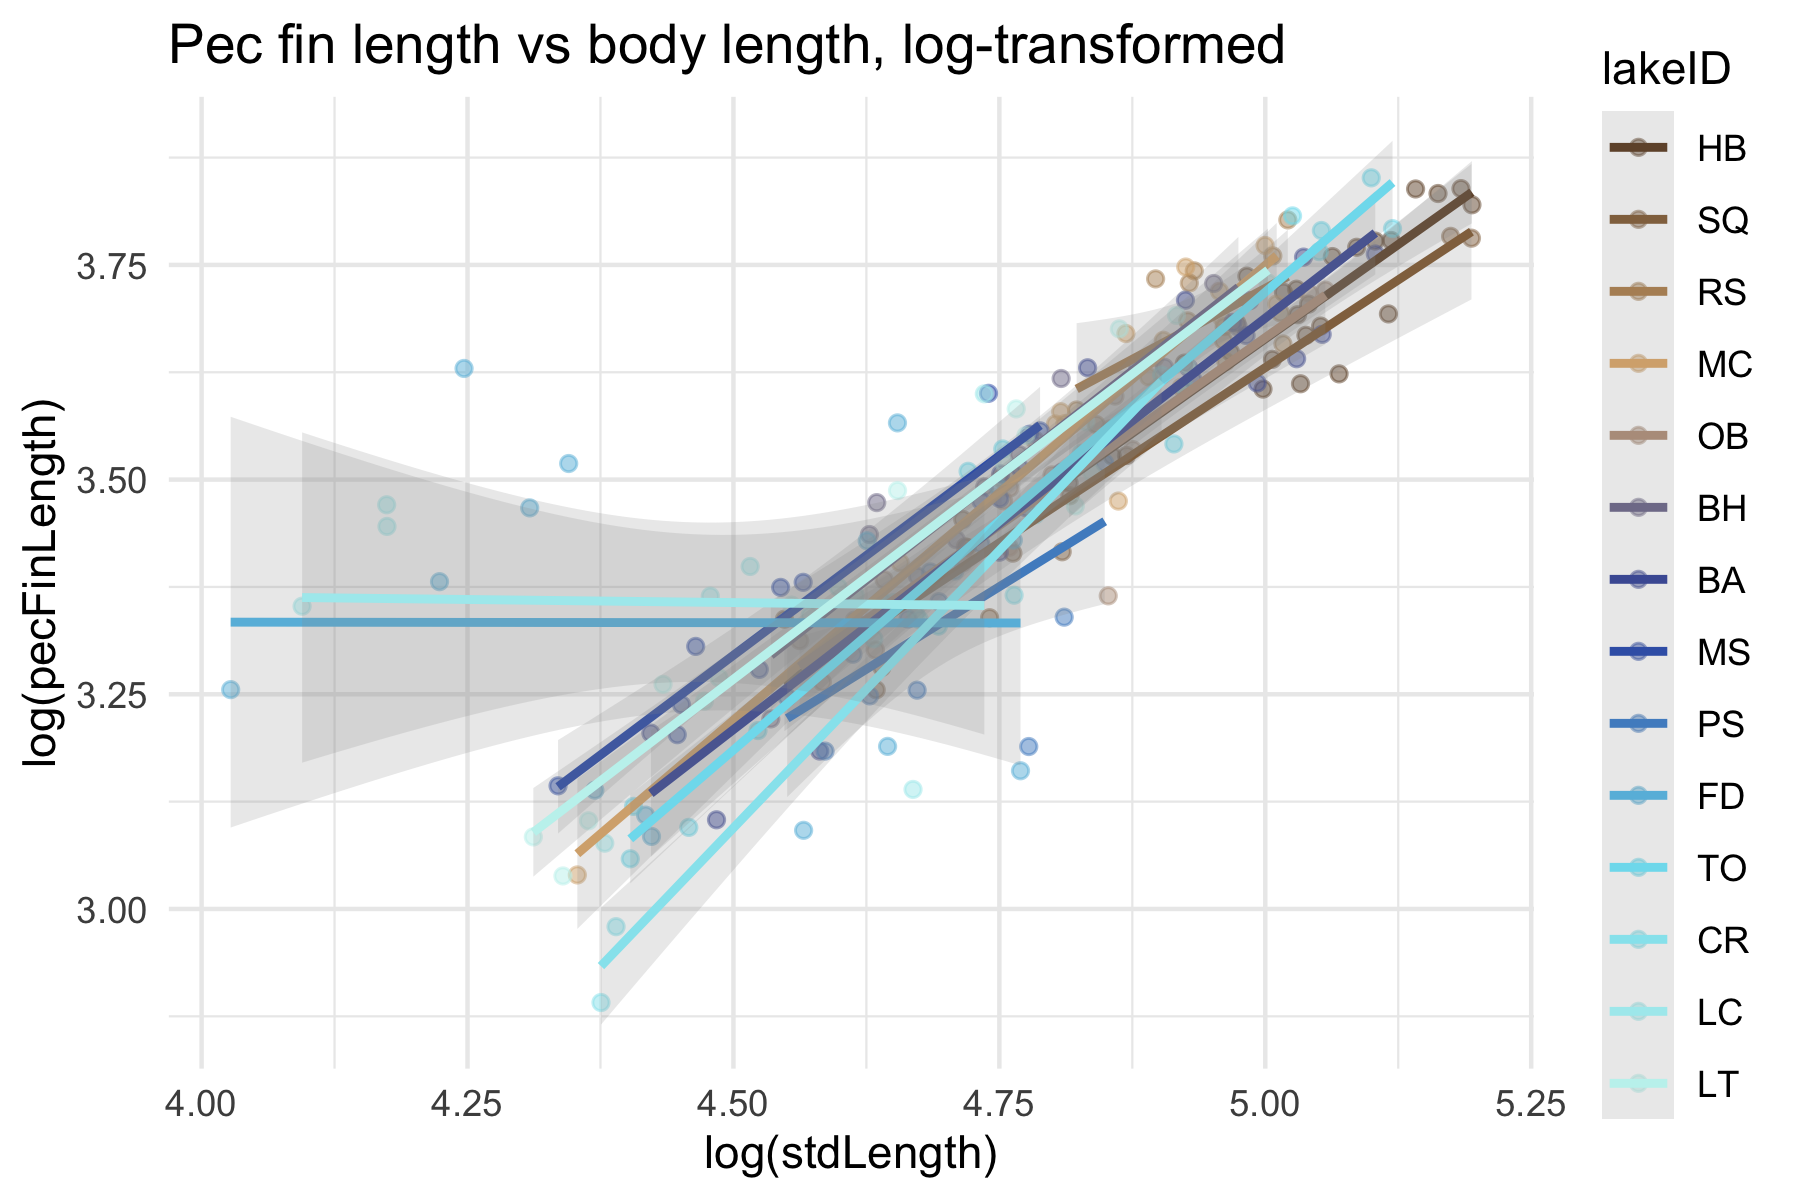 Pec fin length vs body length, log-transformed
lakeID
HB
SQ
RS
MC
OB
BH
BA
MS
PS
FD
TO
CR
LC
LT
log(pecFinLength)
3.75
3.50
3.25
3.00
4.00 4.25 4.50 4.75 5.00 5.25
log(stdLength)